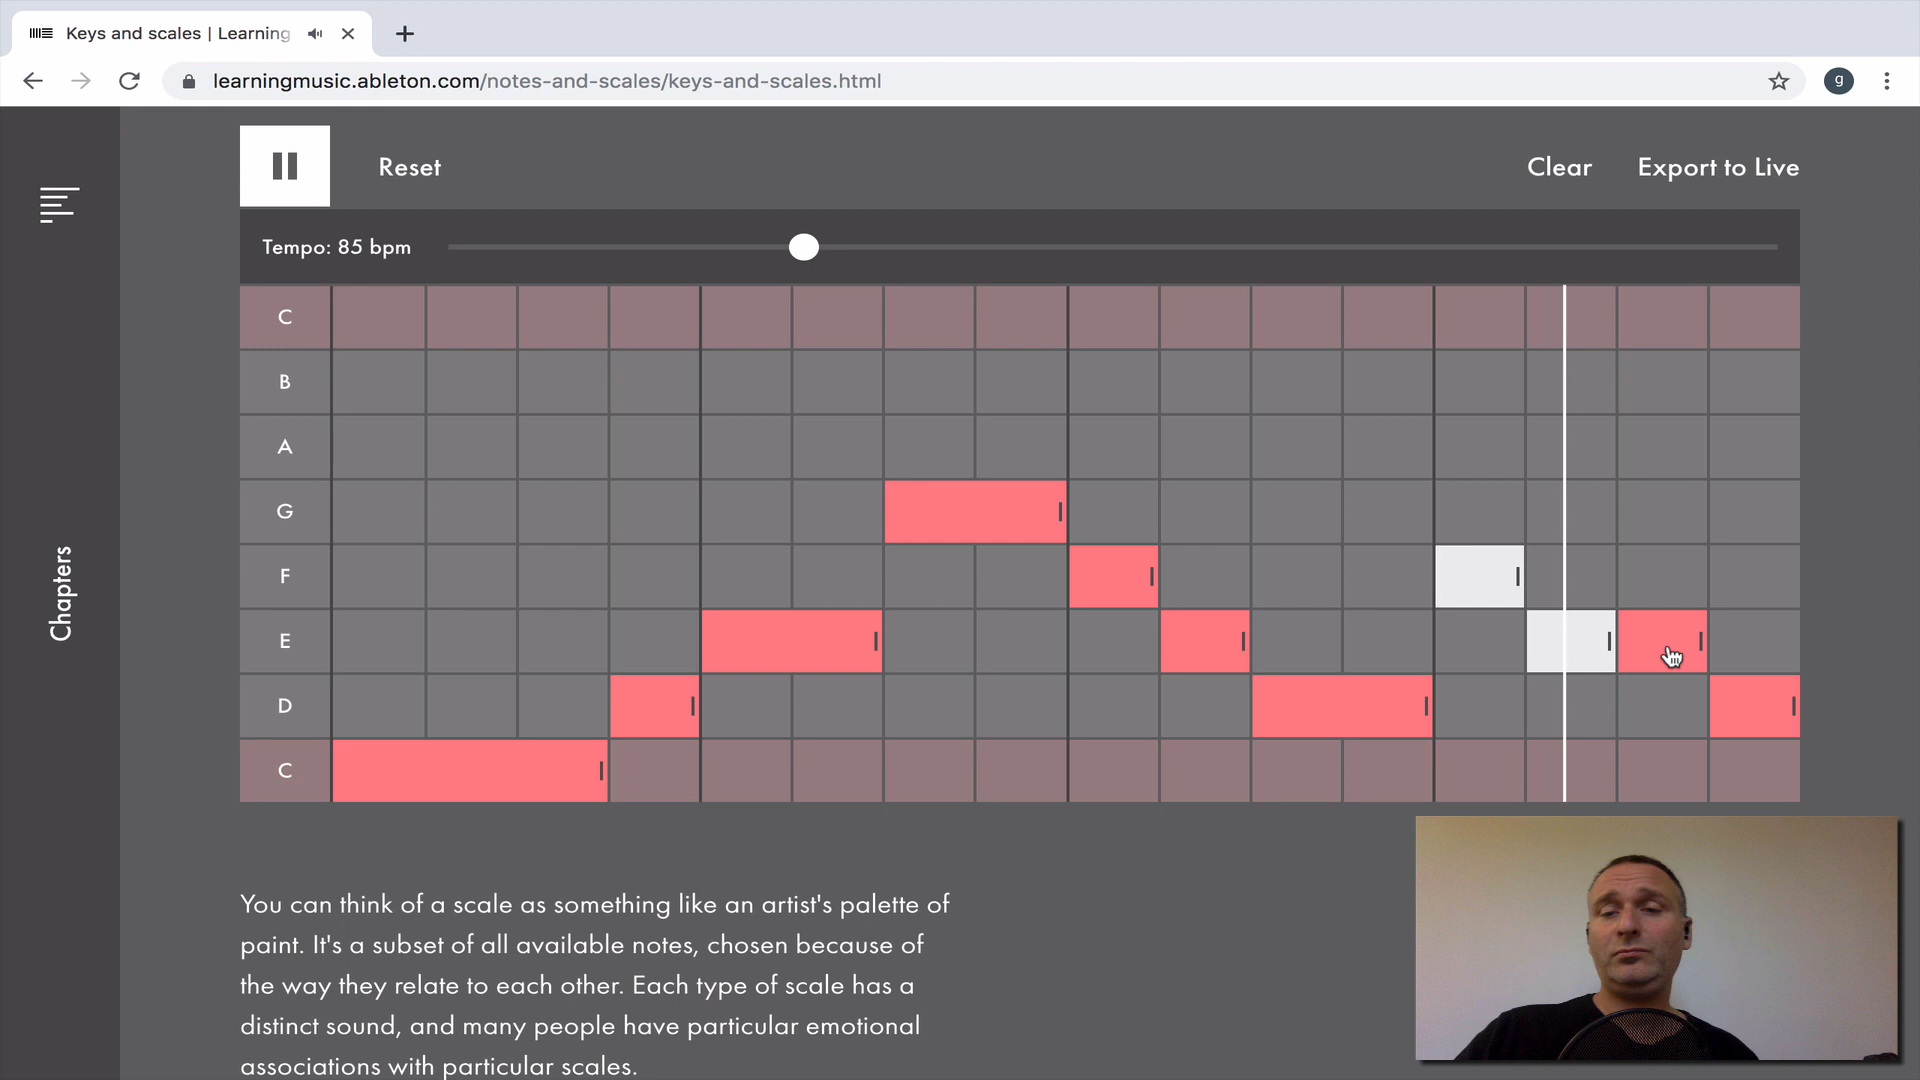 Keys and scales | Learning
learningmusic.ableton.com/notes-and-scales/keys-and-scales.html
g
Reset
Clear
Export to Live
Tempo: 85 bpm
C
B
A
G
F
E
D
C
Chapters
You can think of a scale as something like an artist's palette of
paint. It's a subset of all available notes, chosen because of
the way they relate to each other. Each type of scale has a
distinct sound, and many people have particular emotional
associations with particular scales.